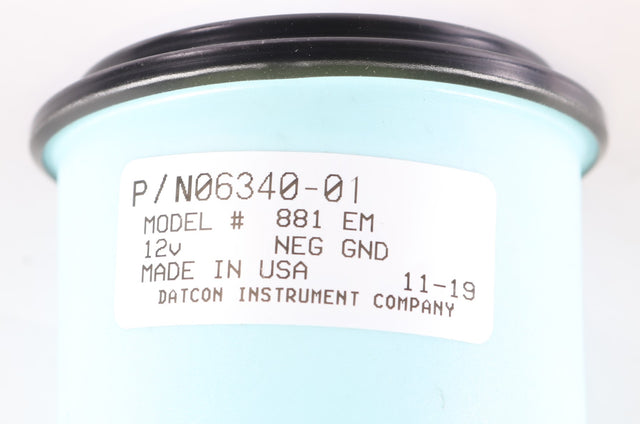 P/N06340-01
MODEL # 881 EM
12v NEG GND
MADE IN USA 11-19
DATCON INSTRUMENT COMPANY